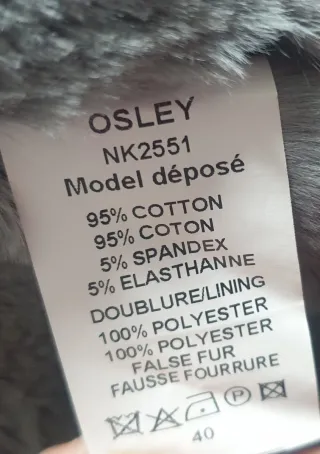 OSLEY
NK2551
Model déposé
95% COTTON
95% COTON
5% SPANDEX
5% ELASTHANNE
DOUBLURE/LINING
100% POLYESTER
100% POLYESTER
FALSE FUR
FAUSSE FOURRURE
P
40